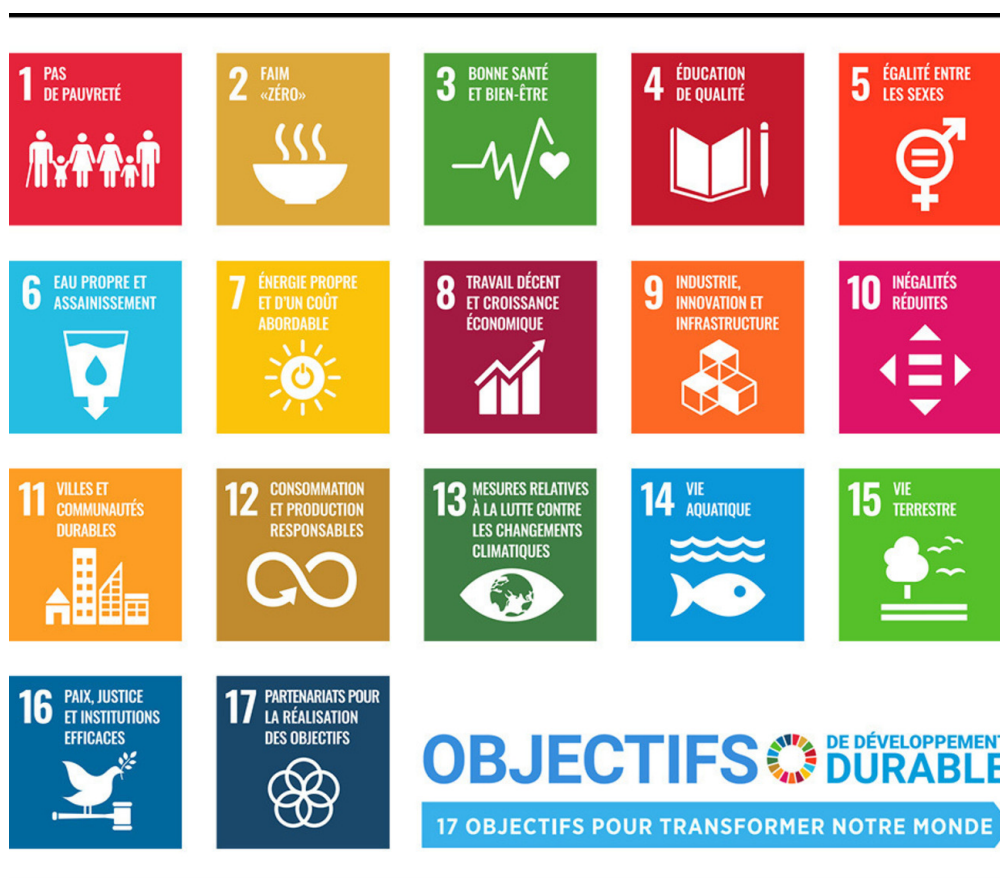 1 PAS
DE PAUVRETÉ
2 FAIM
«ZÉRO»
3 BONNE SANTÉ
ET BIEN-ÊTRE
4 ÉDUCATION
DE QUALITÉ
5 ÉGALITÉ ENTRE
LES SEXES
6 EAU PROPRE ET
ASSAINISSEMENT
7 ÉNERGIE PROPRE
ET D'UN COÛT
ABORDABLE
8 TRAVAIL DÉCENT
ET CROISSANCE
ÉCONOMIQUE
9 INDUSTRIE,
INNOVATION ET
INFRASTRUCTURE
10 INÉGALITÉS
RÉDUITES
11 VILLES ET
COMMUNAUTÉS
DURABLES
12 CONSOMMATION
ET PRODUCTION
RESPONSABLES
13 MESURES RELATIVES
À LA LUTTE CONTRE
LES CHANGEMENTS
CLIMATIQUES
14 VIE
AQUATIQUE
15 VIE
TERRESTRE
16 PAIX, JUSTICE
ET INSTITUTIONS
EFFICACES
17 PARTENARIATS POUR
LA RÉALISATION
DES OBJECTIFS
OBJECTIFS DE DÉVELOPPEMENT
DURABLE
17 OBJECTIFS POUR TRANSFORMER NOTRE MONDE